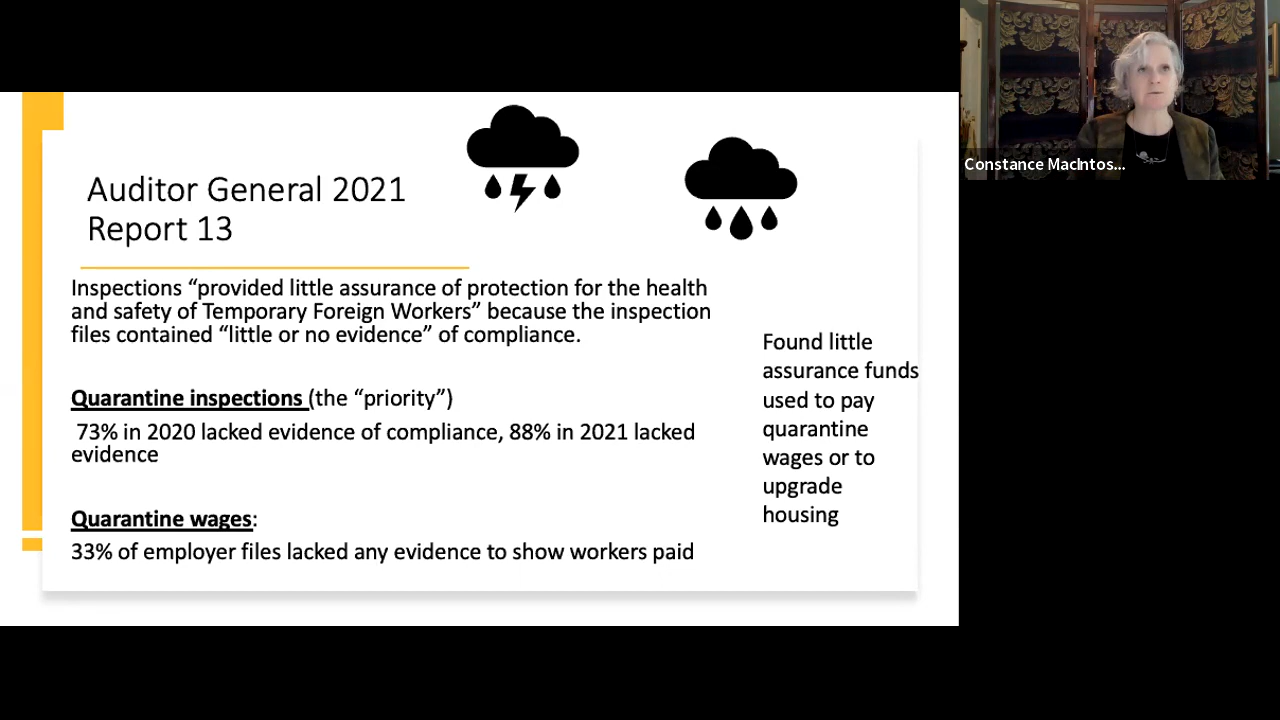 Auditor General 2021
Report 13
Inspections “provided little assurance of protection for the health
and safety of Temporary Foreign Workers” because the inspection
files contained “little or no evidence” of compliance.
Quarantine inspections (the “priority”)
73% in 2020 lacked evidence of compliance, 88% in 2021 lacked
evidence
Quarantine wages:
33% of employer files lacked any evidence to show workers paid
Found little
assurance funds
used to pay
quarantine
wages or to
upgrade
housing
Constance MacIntos...